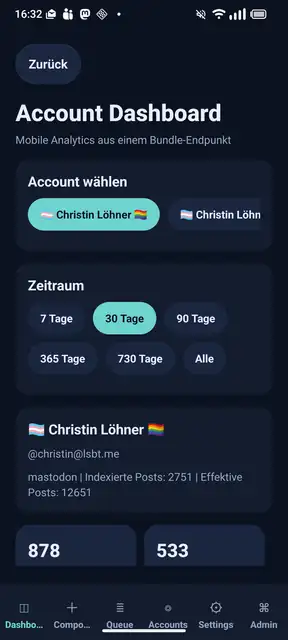 16:32
Zurück
Account Dashboard
Mobile Analytics aus einem Bundle-Endpunkt
Account wählen
🏳️‍⚧️ Christin Löhner 🏳️‍🌈
🏳️‍⚧️ Christin Löhn
Zeitraum
7 Tage
30 Tage
90 Tage
365 Tage
730 Tage
Alle
🏳️‍⚧️ Christin Löhner 🏳️‍🌈
@christin@lsbt.me
mastodon | Indexierte Posts: 2751 | Effektive
Posts: 12651
878
533
Dashbo...
Compo...
Queue
Accounts
Settings
Admin